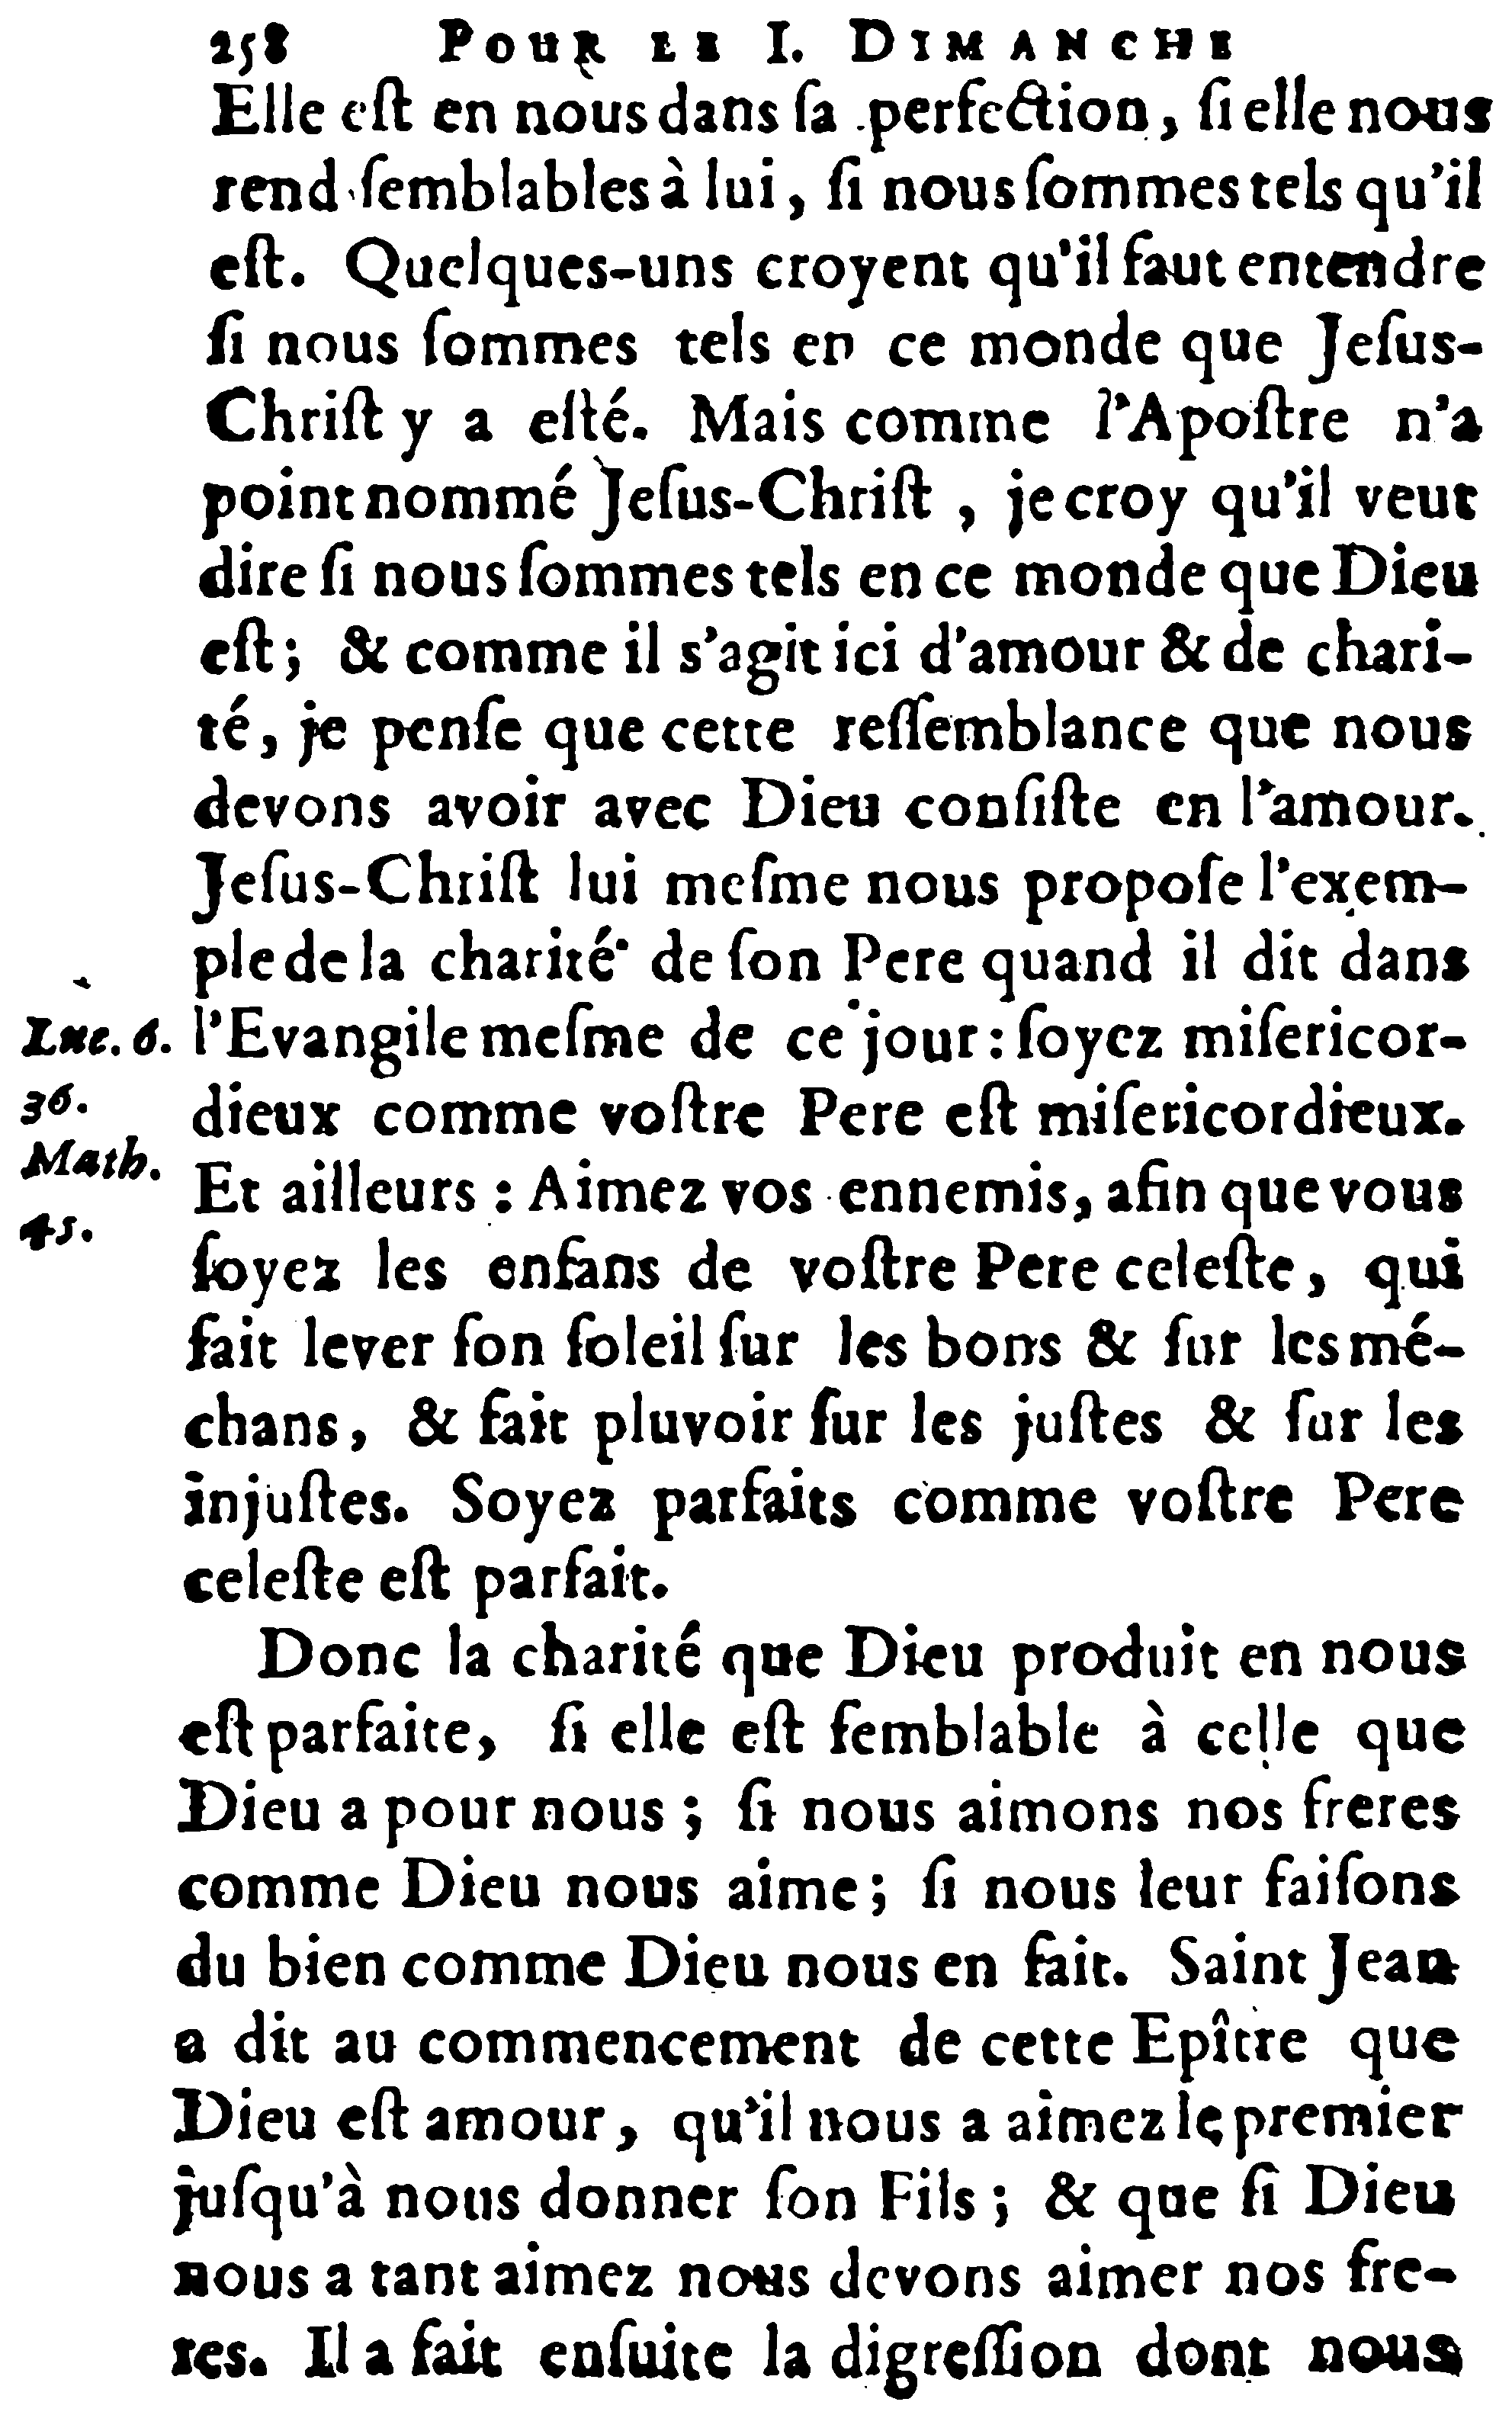 258 POUR LE I. DIMANCHE
Elle eſt en nous dans ſa perfection, ſi elle nous
rend ſemblables à lui, ſi nous ſommes tels qu'il
eſt. Quelques-uns croyent qu'il faut entendre
ſi nous ſommes tels en ce monde que Jeſus-
Chriſt y a eſté. Mais comme l'Apoſtre n'a
point nommé Jeſus-Chriſt, je croy qu'il veut
dire ſi nous ſommes tels en ce monde que Dieu
eſt; & comme il s'agit ici d'amour & de chari-
té, je penſe que cette reſſemblance que nous
devons avoir avec Dieu conſiſte en l'amour.
Jeſus-Chriſt lui meſme nous propoſe l'exem-
ple de la charité de ſon Pere quand il dit dans
l'Evangile meſme de ce jour: ſoyez miſericor-
dieux comme voſtre Pere eſt miſericordieux.
Et ailleurs: Aimez vos ennemis, afin que vous
ſoyez les enfans de voſtre Pere celeſte, qui
fait lever ſon ſoleil ſur les bons & ſur les mé-
chans, & fait pluvoir ſur les juſtes & ſur les
injuſtes. Soyez parfaits comme voſtre Pere
celeſte eſt parfait.
Luc. 6.
36.
Math.
45.
Donc la charité que Dieu produit en nous
eſt parfaite, ſi elle eſt ſemblable à celle que
Dieu a pour nous; ſi nous aimons nos freres
comme Dieu nous aime; ſi nous leur faiſons
du bien comme Dieu nous en fait. Saint Jean
a dit au commencement de cette Epître que
Dieu eſt amour, qu'il nous a aimez le premier
juſqu'à nous donner ſon Fils; & que ſi Dieu
nous a tant aimez nous devons aimer nos fre-
res. Il a fait enſuite la digreſſion dont nous